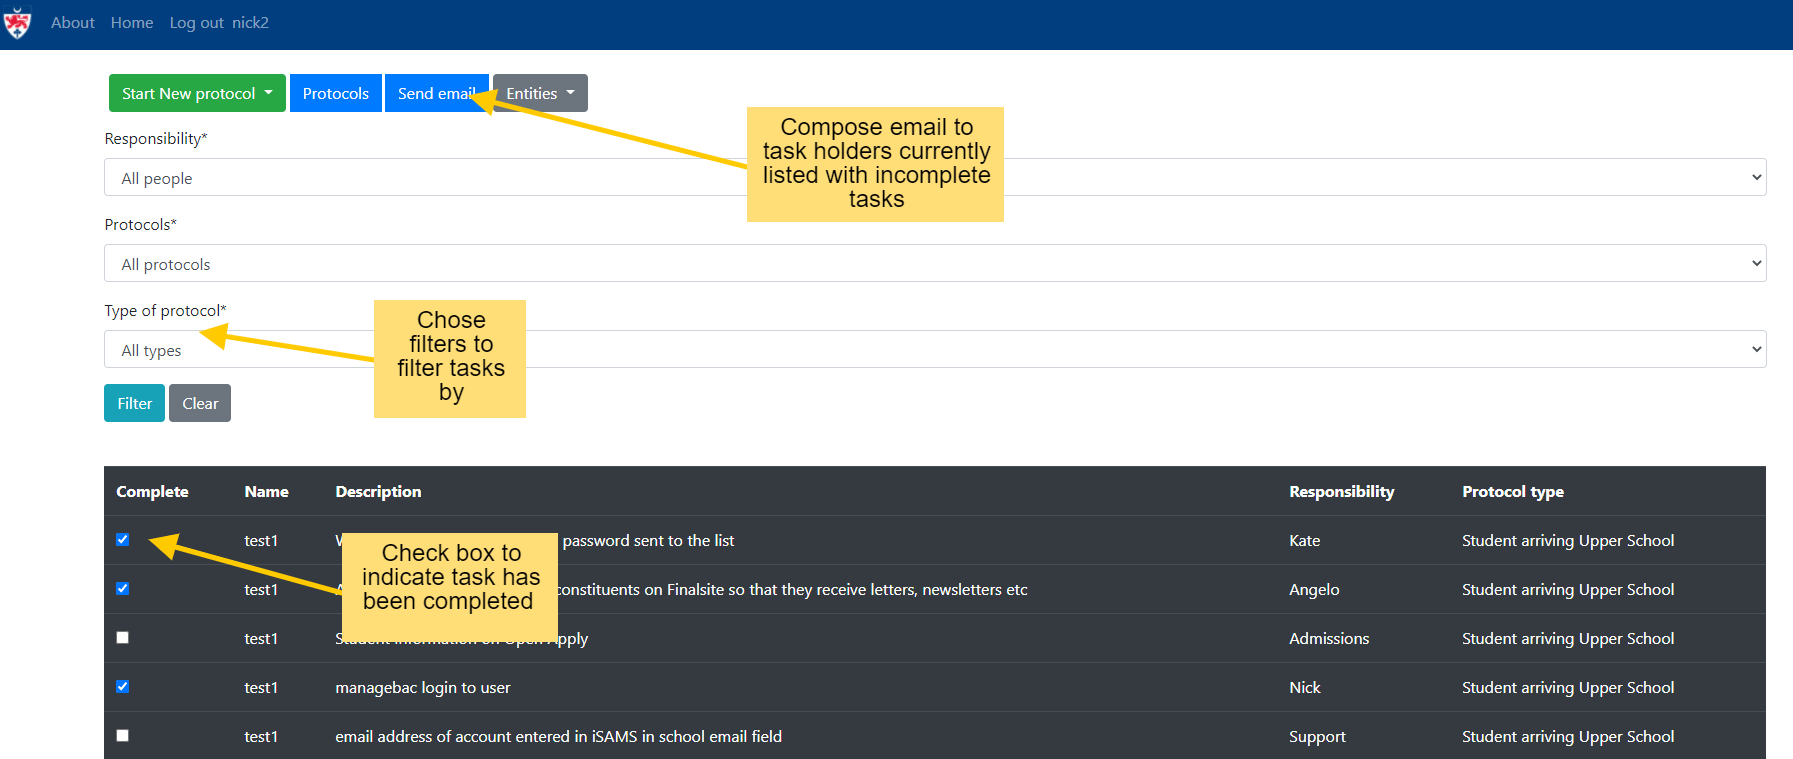 About Home Log out nick2
Start New protocol Protocols Send email Entities
Compose email to
task holders currently
listed with incomplete
tasks
Responsibility*
All people
Protocols*
All protocols
Type of protocol*
All types
Chose
filters to
filter tasks
by
Filter Clear
Complete Name Description Responsibility Protocol type
test1 password sent to the list Kate Student arriving Upper School
Check box to
indicate task has
been completed
test1 constituents on Finalsite so that they receive letters, newsletters etc Angelo Student arriving Upper School
test1 Student information on Open Apply Admissions Student arriving Upper School
test1 managebac login to user Nick Student arriving Upper School
test1 email address of account entered in iSAMS in school email field Support Student arriving Upper School